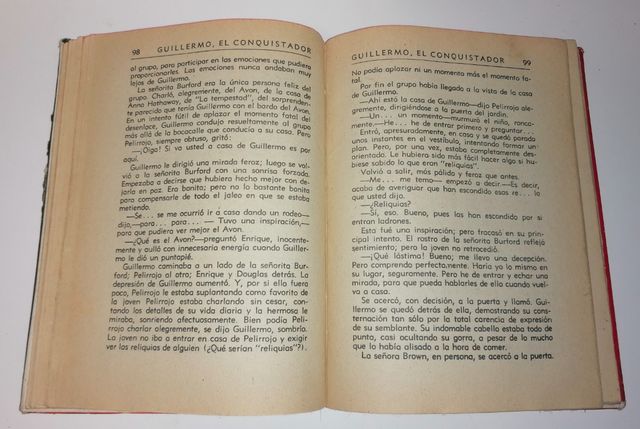 98 GUILLERMO, EL CONQUISTADOR
al grupo, para participar en las emociones que pudiera
proporcionarles. Las emociones nunca andaban muy
lejos de Guillermo.
La señorita Burford era la única persona feliz del
grupo. Charló, alegremente, del Avon, de la casa de
Anna Hathaway, de "La tempestad", del sorprendente
parecido que tenía Guillermo con el bardo del Avon.
En un intento fútil de aplazar el momento fatal del
desenlace, Guillermo condujo resueltamente al grupo
más allá de la bocacalle que conducía a su casa. Pero
Pelirrojo, siempre obtuso, gritó:
—¡Oiga! Si va usted a casa de Guillermo es por
aquí.
Guillermo le dirigió una mirada feroz; luego se vol-
vió a la señorita Burford con una sonrisa forzada.
Empezaba a decirse que hubiera hecho mejor con de-
jarla en paz. Era bonita; pero no lo bastante bonita
para compensarle de todo el jaleo en que se estaba
metiendo.
—Se... se me ocurrió ir a casa dando un rodeo—
dijo—, para... para... — Tuvo una inspiración,—
para que pudiera ver mejor el Avon.
—¿Qué es el Avon?—preguntó Enrique, inocente-
mente y aulló con innecesaria energía cuando Guiller-
mo le dió un puntapié.
Guillermo caminaba a un lado de la señorita Bur-
ford; Pelirrojo al otro; Enrique y Douglas detrás. La
depresión de Guillermo aumentó. Y, por si ello fuera
poco, Pelirrojo le estaba suplantando como favorito de
la joven Pelirrojo estaba charlando sin cesar, con-
tando los detalles de su vida diaria y la hermosa le
miraba, sonriendo afectuosamente. Bien podía Peli-
rrojo charlar alegremente, se dijo Guillermo, sombrío.
La joven no iba a entrar en casa de Pelirrojo y exigir
ver las reliquias de alguien (¿Qué serían "reliquias"?).
GUILLERMO, EL CONQUISTADOR 99
No podía aplazar ni un momento más el momento fa-
tal.
Por fin el grupo había llegado a la vista de la casa
de Guillermo.
—Ahí está la casa de Guillermo—dijo Pelirrojo
alegremente, dirigiéndose a la puerta del jardín.
—Un... un momento—murmuró el niño, ronca-
mente.—He... he de entrar primero y preguntar...
Entró, apresuradamente, en casa y se quedó parado
unos instantes en el vestíbulo, intentando formar un
plan. Pero, por una vez, estaba completamente des-
orientado. Le hubiera sido más fácil hacer algo si hu-
biese sabido lo que eran "reliquias".
Volvió a salir, más pálido y feroz que antes.
—Me... me temo—empezó a decir.—Es decir,
acabo de averiguar que han escondido esas re... lo
que usted dijo.
—¿Reliquias?
—Sí, eso. Bueno, pues las han escondido por si
entran ladrones.
Esta fué una inspiración; pero fracasó en su prin-
cipal intento. El rostro de la señorita Burford reflejó
consternación; pero la joven no retrocedió.
—¡Qué lástima! Bueno, me llevo una decepción.
Pero comprendo perfectamente. Haría yo lo mismo en
su lugar, seguramente. Pero he de entrar y echar una
mirada, para que pueda hablarles de ello cuando vuel-
va a casa.
Se acercó, con decisión, a la puerta y llamó. Gui-
llermo se quedó detrás de ella, demostrando su cons-
ternación tan sólo por la total carencia de expresión
de su semblante. Su indomable cabello estaba todo de
punta, casi ocultando su gorra, a pesar de lo mucho
que lo había alisado a la hora de comer.
La señora Brown, en persona, se acercó a la puerta.